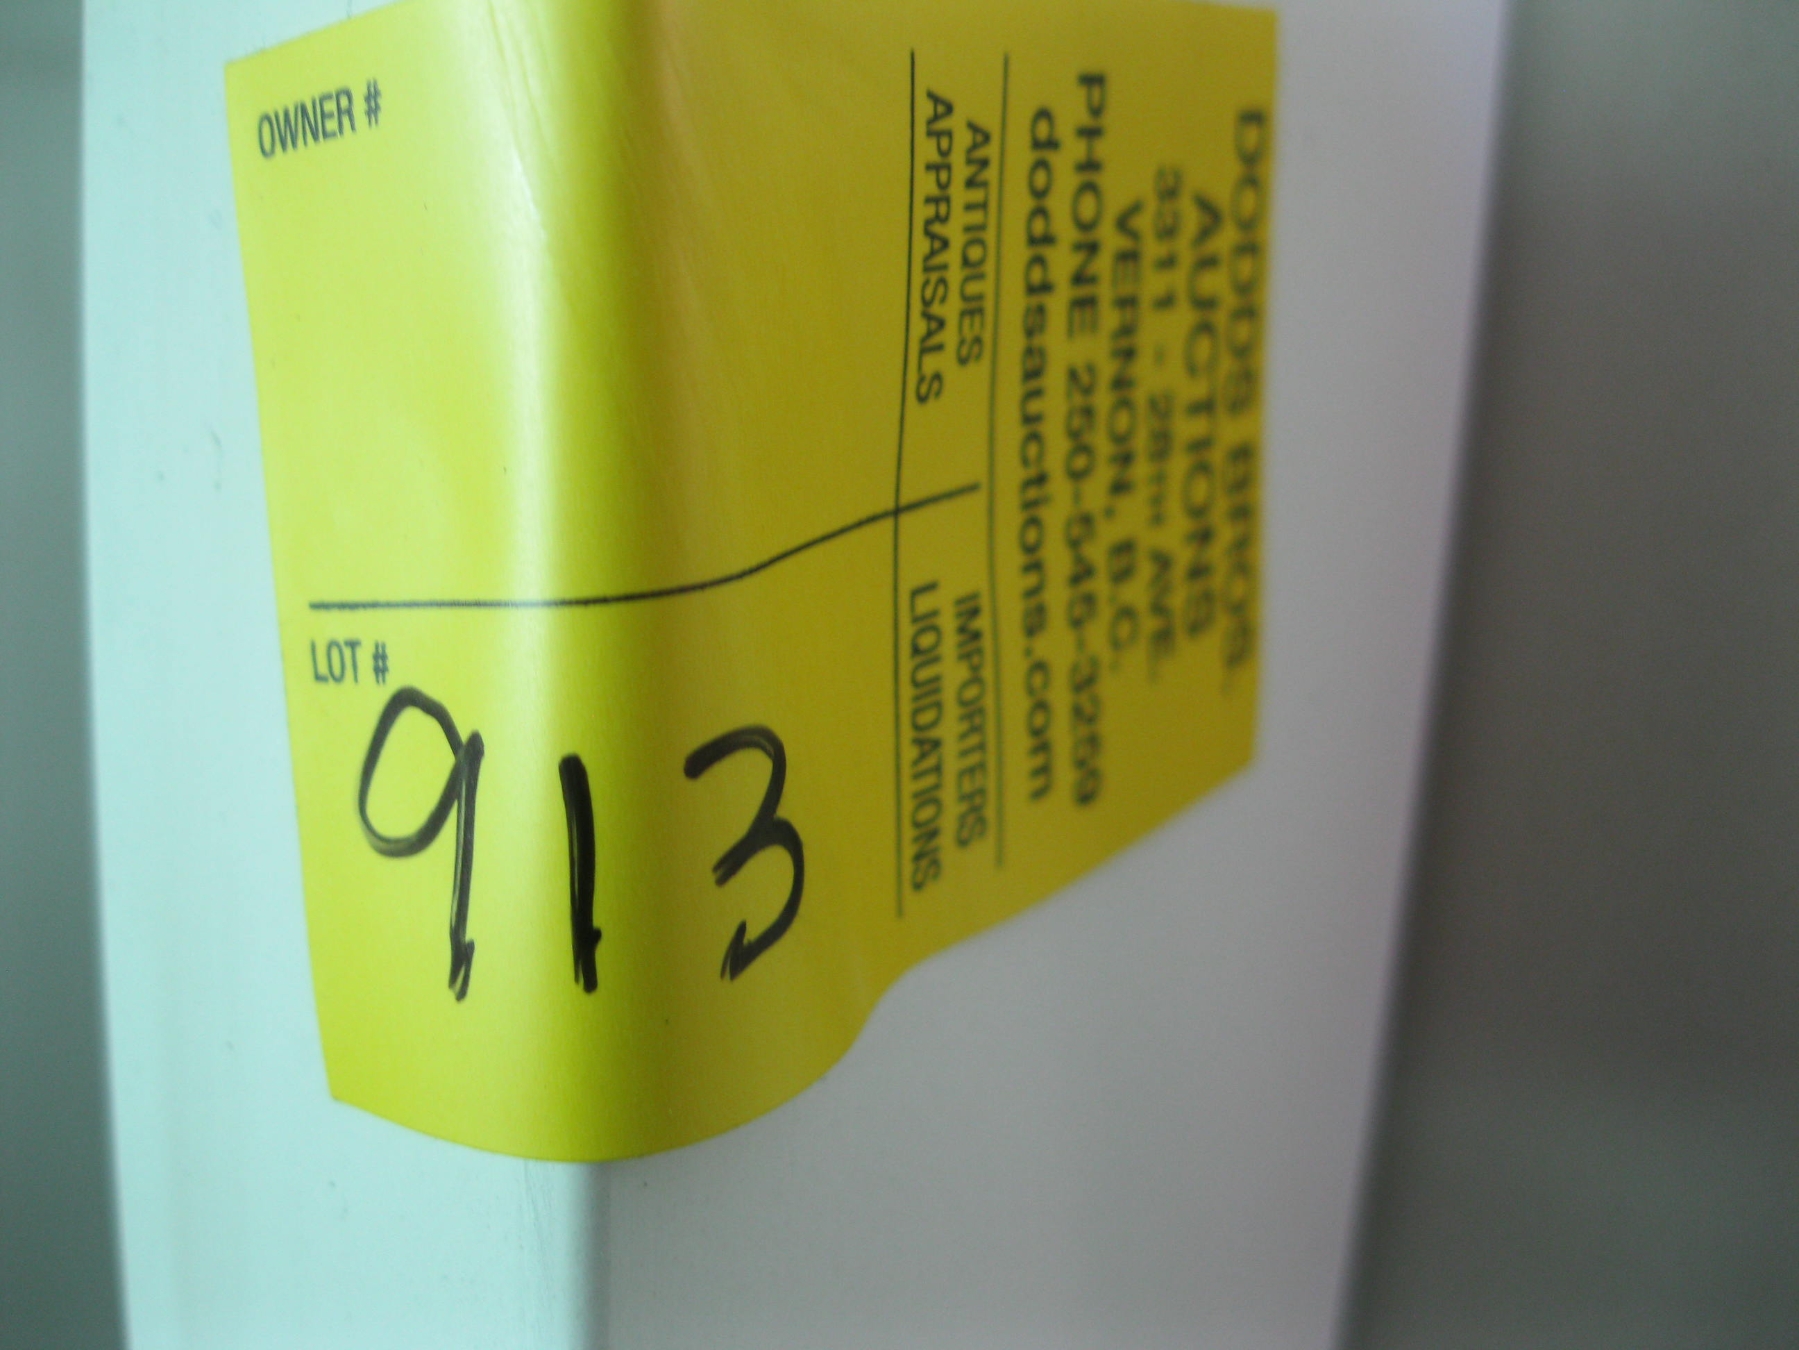 DODDS BROS.
AUCTIONS
3311 - 28TH AVE.
VERNON, B.C.
PHONE 250-545-3259
doddsauctions.com
ANTIQUES
APPRAISALS
IMPORTERS
LIQUIDATIONS
OWNER #
LOT #
913